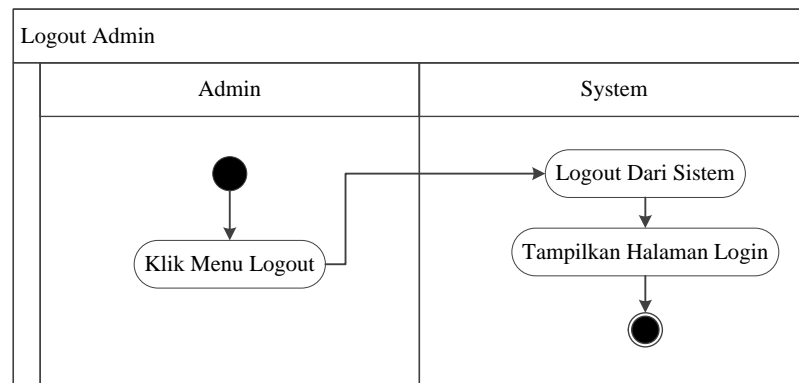 Logout Admin
Admin
System
Logout Dari Sistem
Klik Menu Logout
Tampilkan Halaman Login